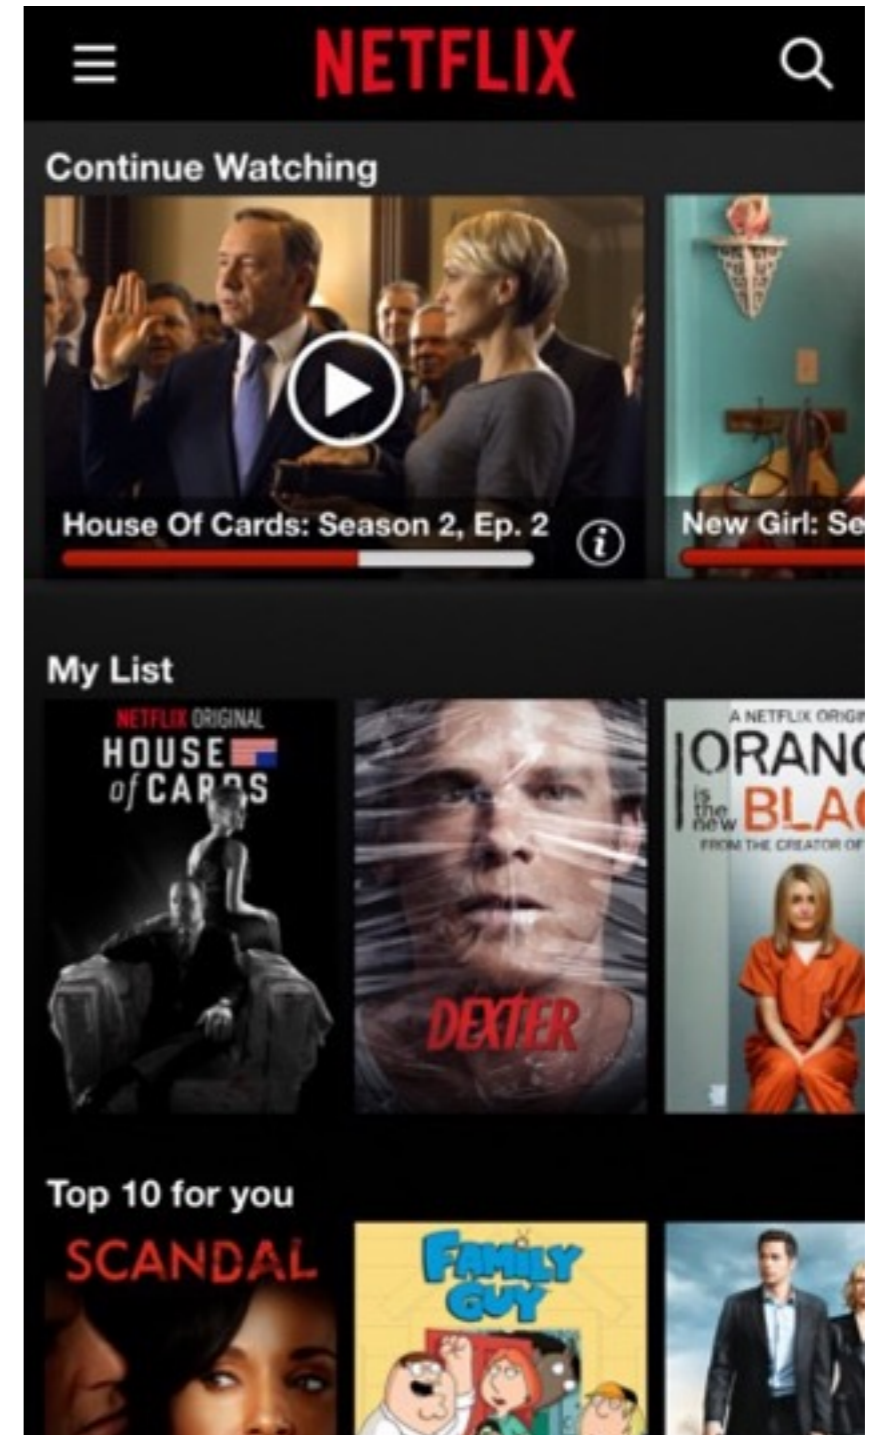 NETFLIX
Continue Watching
House Of Cards: Season 2, Ep. 2
New Girl: Se
My List
NETFLIX ORIGINAL
HOUSE
of CARDS
DEXTER
A NETFLIX ORIGIN
ORANG
is
the
new
BLAC
FROM THE CREATOR OF
Top 10 for you
SCANDAL
FAMILY
GUY